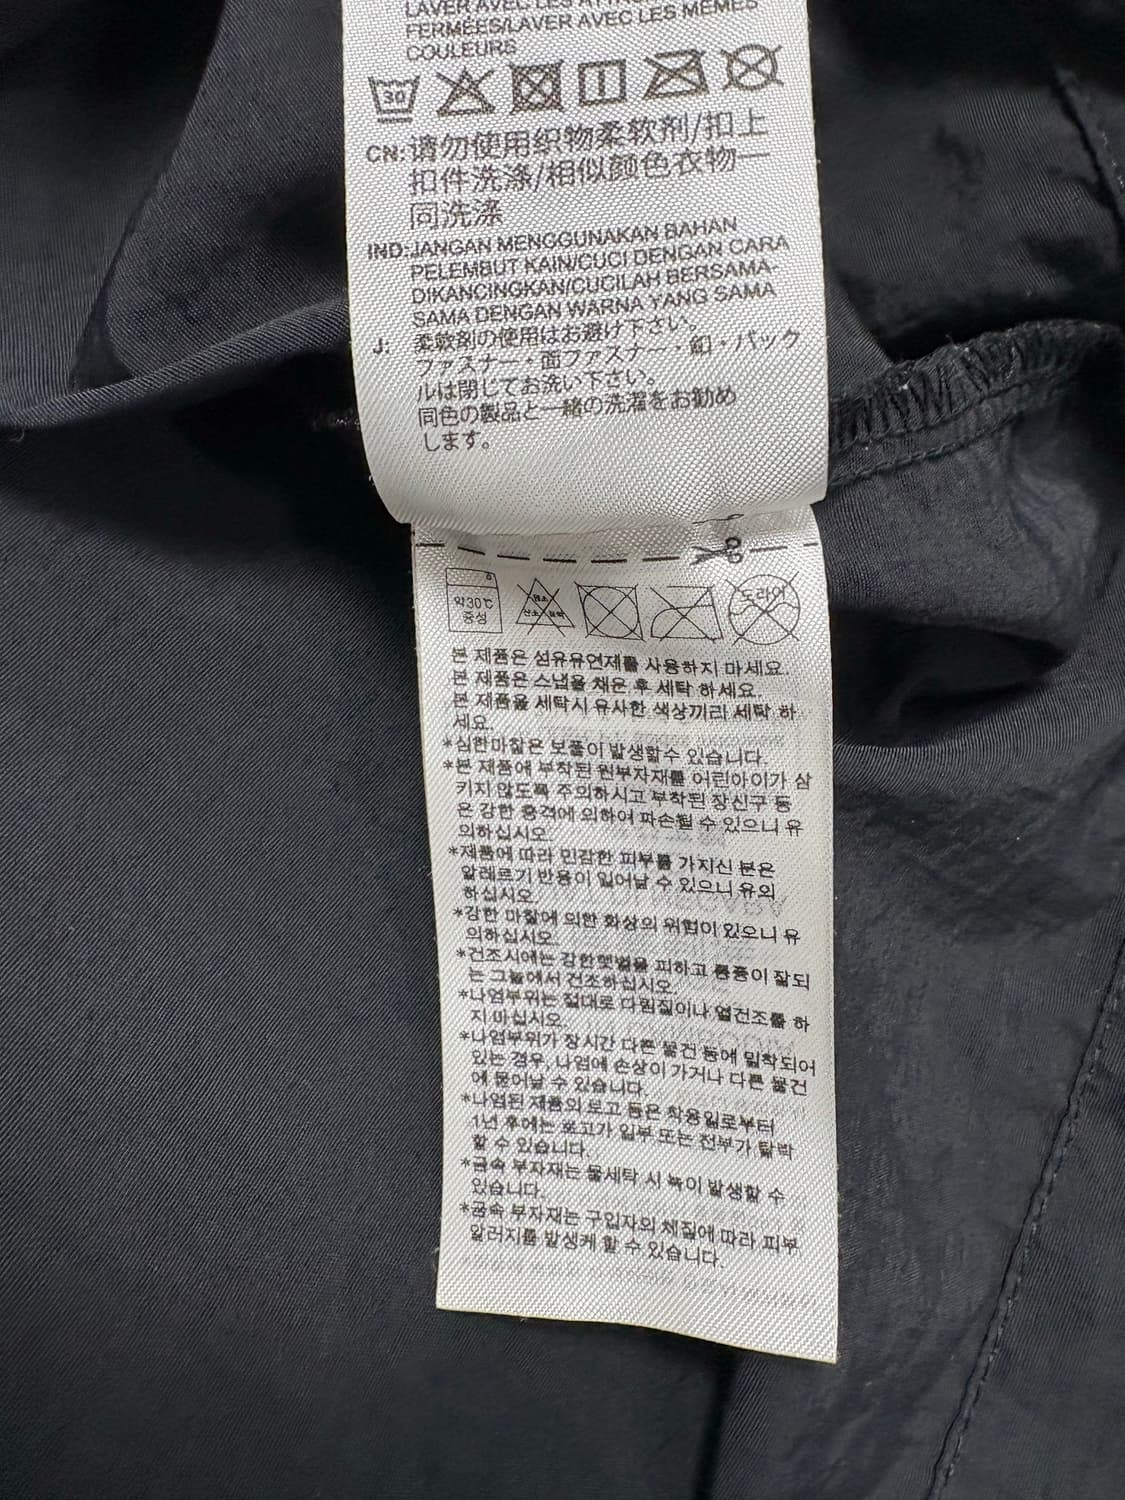 LAVER AVEC LES
FERMÉES/LAVER AVEC LES MÊMES
COULEURS
30
CN:请勿使用织物柔软剂/扣上
扣件洗涤/相似颜色衣物一
同洗涤
IND:JANGAN MENGGUNAKAN BAHAN
PELEMBUT KAIN/CUCI DENGAN CARA
DIKANCINGKAN/CUCILAH BERSAMA-
SAMA DENGAN WARNA YANG SAMA
J: 柔軟剤の使用はお避け下さい。
ファスナー・面ファスナー・釦・バック
ルは閉じてお洗い下さい。
同色の製品と一緒の洗濯をお勧め
します。
약30℃
중성
드라이
본 제품은 섬유유연제를 사용하지 마세요.
본 제품은 스냅을 채운 후 세탁 하세요.
본 제품을 세탁시 유사한 색상끼리 세탁 하
세요.
*심한마찰은 보풀이 발생할수 있습니다.
*본 제품에 부착된 원부자재를 어린아이가 삼
키지 않도록 주의하시고 부착된 장신구 등
은 강한 충격에 의하여 파손될 수 있으니 유
의하십시오.
*제품에 따라 민감한 피부를 가지신 분은
알레르기 반응이 일어날 수 있으니 유의
하십시오.
*강한 마찰에 의한 화상의 위험이 있으니 유
의하십시오.
*건조시에는 강한햇볕을 피하고 통풍이 잘되
는 그늘에서 건조하십시오.
*나염부위는 절대로 다림질이나 열건조를 하
지 마십시오.
*나염부위가 장시간 다른 물건 등에 밀착되어
있는 경우, 나염에 손상이 가거나 다른 물건
에 묻어날 수 있습니다.
*나염된 제품의 로고 등은 착용일로부터
1년 후에는 로고가 일부 또는 전부가 탈락
할 수 있습니다.
*금속 부자재는 물세탁 시 녹이 발생할 수
있습니다.
*금속 부자재는 구입자의 체질에 따라 피부
알러지를 발생케 할 수 있습니다.